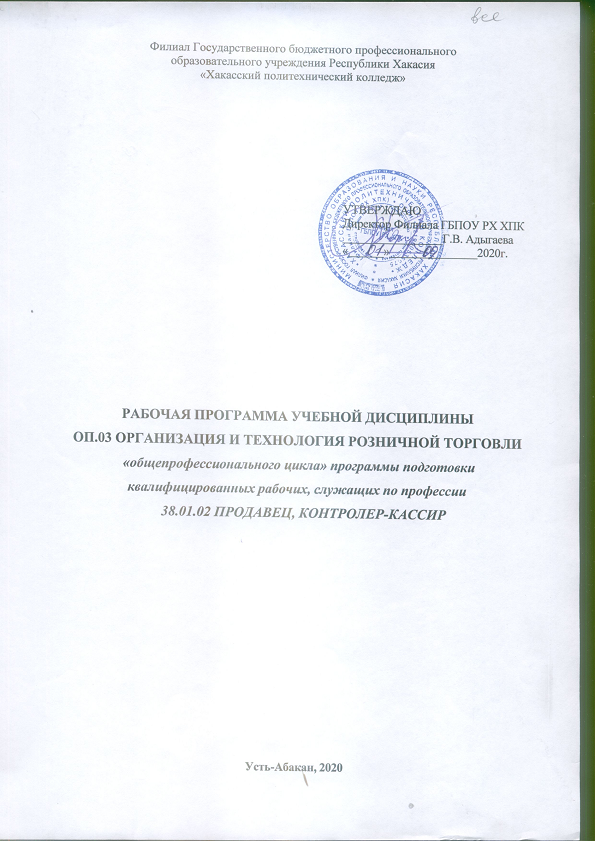 все
Филиал Государственного бюджетного профессионального
образовательного учреждения Республики Хакасия
«Хакасский политехнический колледж»
УТВЕРЖДАЮ
Директор Филиала ГБПОУ РХ ХПК
Г.В. Адыгаева
2020г.
РАБОЧАЯ ПРОГРАММА УЧЕБНОЙ ДИСЦИПЛИНЫ
ОП.03 ОРГАНИЗАЦИЯ И ТЕХНОЛОГИЯ РОЗНИЧНОЙ ТОРГОВЛИ
«общепрофессионального цикла» программы подготовки
квалифицированных рабочих, служащих по профессии
38.01.02 ПРОДАВЕЦ, КОНТРОЛЕР-КАССИР
Усть-Абакан, 2020